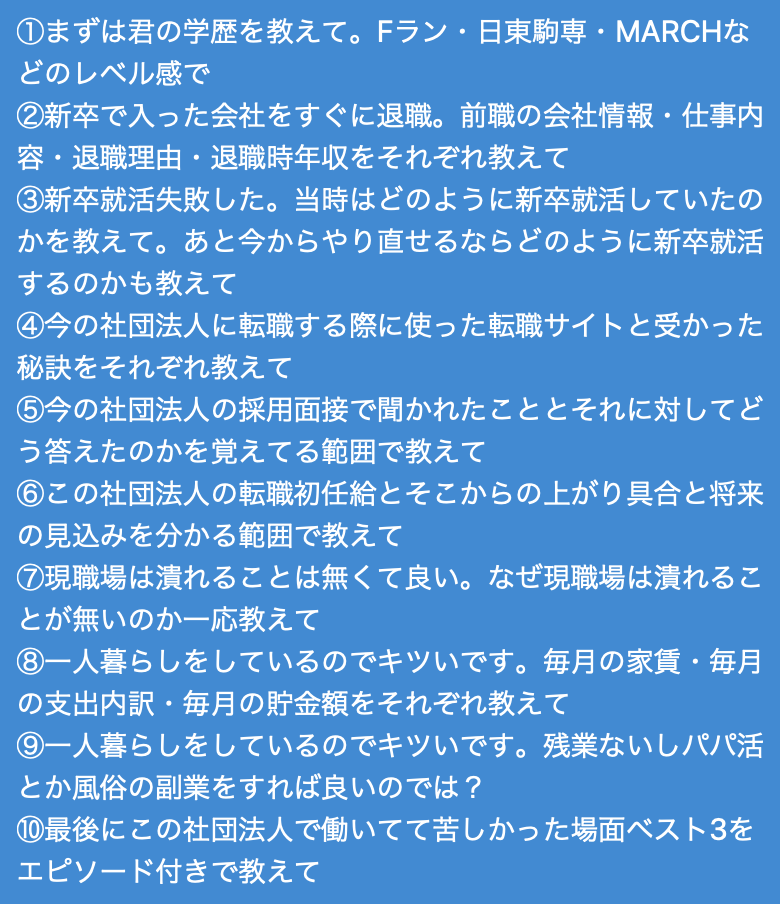 ①まずは君の学歴を教えて。Fラン・日東駒専・MARCHな
どのレベル感で
②新卒で入った会社をすぐに退職。前職の会社情報・仕事内
容・退職理由・退職時年収をそれぞれ教えて
③新卒就活失敗した。当時はどのように新卒就活していたの
かを教えて。あと今からやり直せるならどのように新卒就活
するのかも教えて
④今の社団法人に転職する際に使った転職サイトと受かった
秘訣をそれぞれ教えて
⑤今の社団法人の採用面接で聞かれたこととそれに対してど
う答えたのかを覚えてる範囲で教えて
⑥この社団法人の転職初任給とそこからの上がり具合と将来
の見込みを分かる範囲で教えて
⑦現職場は潰れることは無くて良い。なぜ現職場は潰れるこ
とが無いのか一応教えて
⑧一人暮らしをしているのでキツいです。毎月の家賃・毎月
の支出内訳・毎月の貯金額をそれぞれ教えて
⑨一人暮らしをしているのでキツいです。残業ないしパパ活
とか風俗の副業をすれば良いのでは？
⑩最後にこの社団法人で働いてて苦しかった場面ベスト3を
エピソード付きで教えて